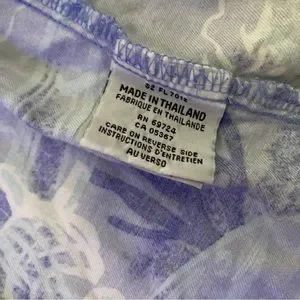 MADE IN THAILAND
FABRIQUE EN THAILANDE
RN 69724
CA 05367
CARE ON REVERSE SIDE
INSTRUCTIONS D'ENTRETIEN
AU VERSO